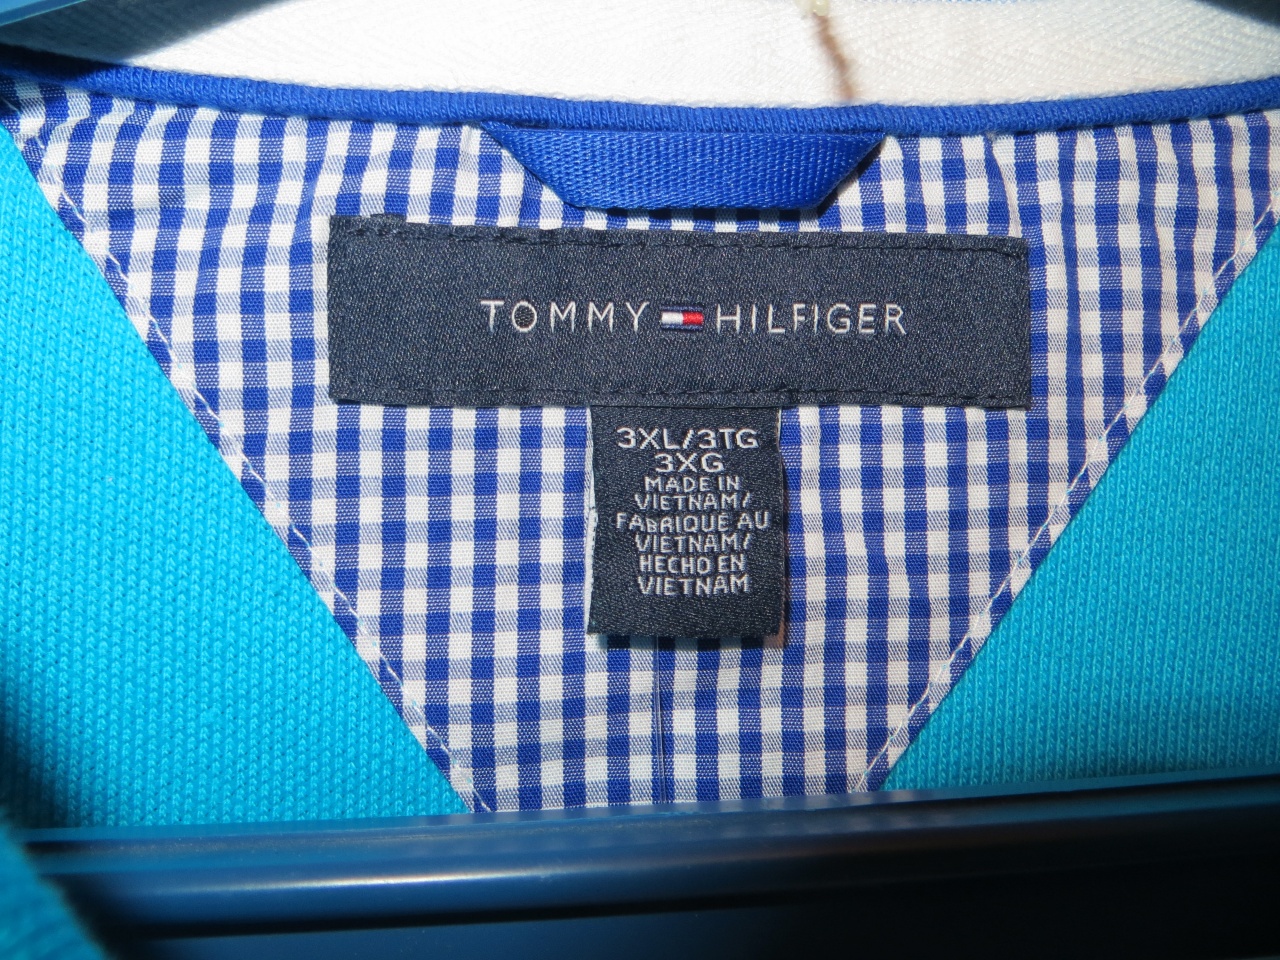 TOMMY HILFIGER
3XL/3TG
3XG
MADE IN
VIETNAM/
FABRIQUÉ AU
VIETNAM/
HECHO EN
VIETNAM